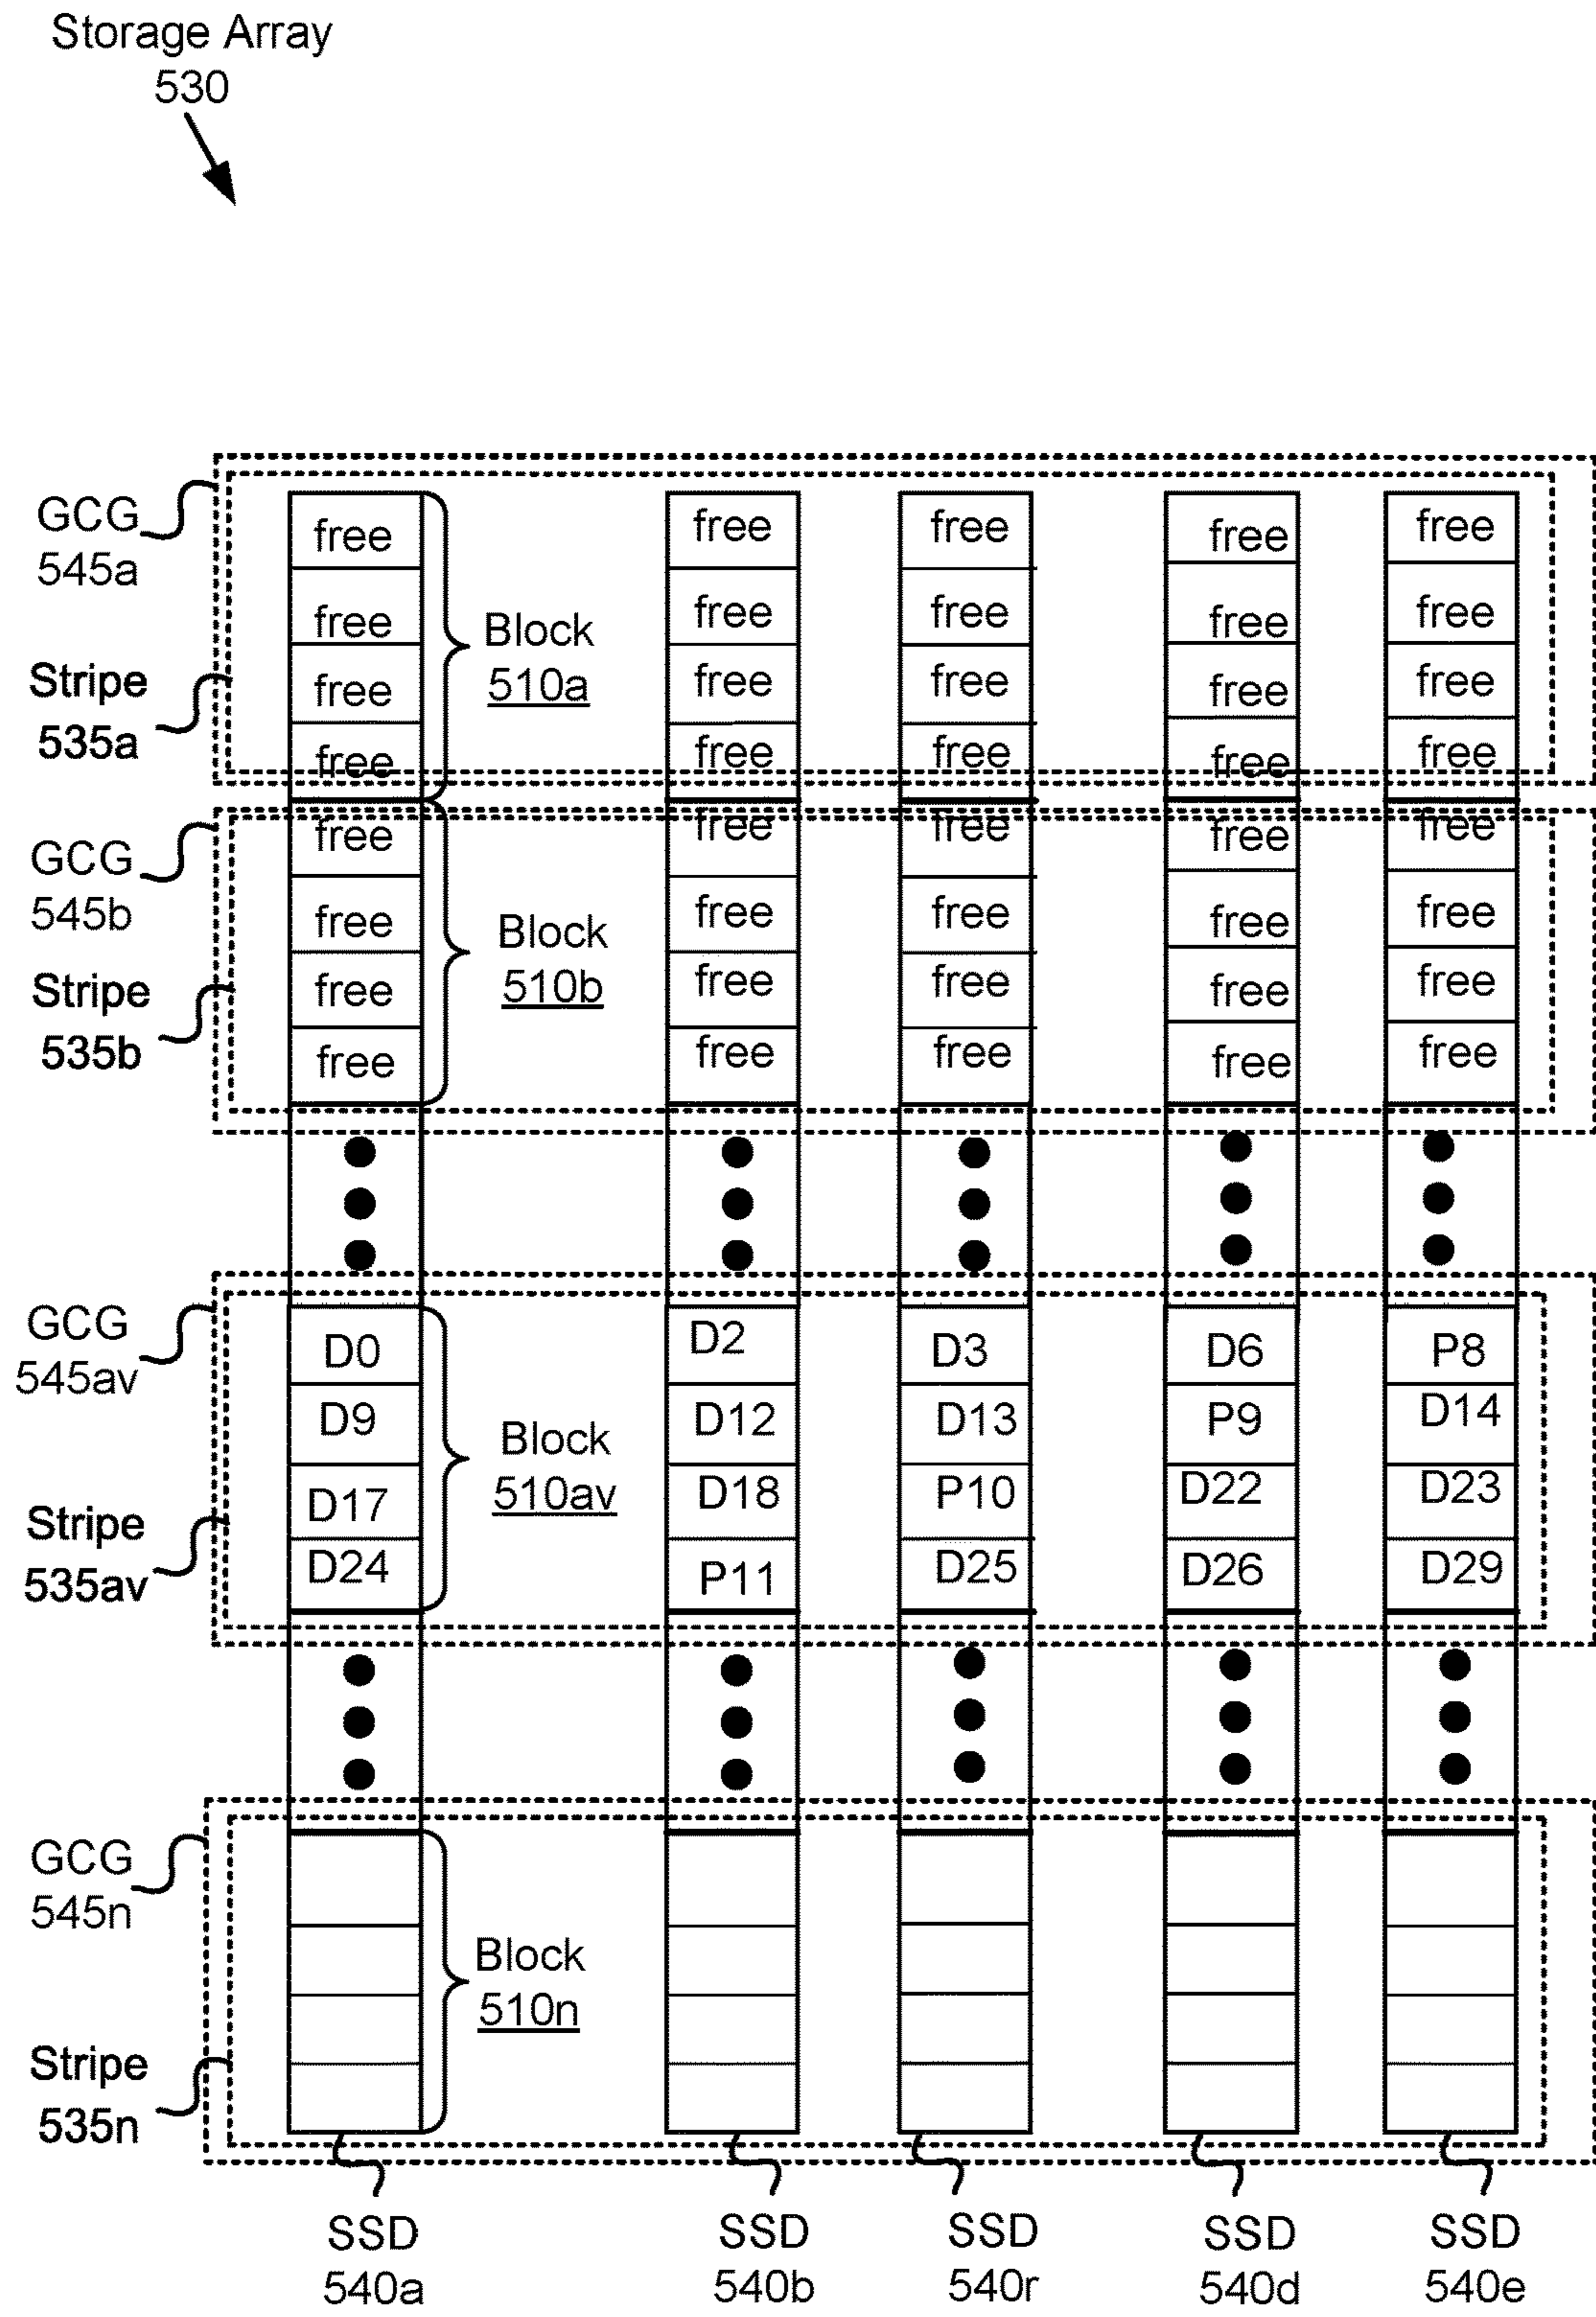 Storage Array
530
GCG
545a
Stripe
535a
free free free free free
free free free free free
free free free free free
free free free free free
Block
510a
GCG
545b
Stripe
535b
free free free free free
free free free free free
free free free free free
free free free free free
Block
510b
GCG
545av
Stripe
535av
D0 D2 D3 D6 P8
D9 D12 D13 P9 D14
D17 D18 P10 D22 D23
D24 P11 D25 D26 D29
Block
510av
GCG
545n
Stripe
535n
Block
510n
SSD SSD SSD SSD SSD
540a 540b 540r 540d 540e